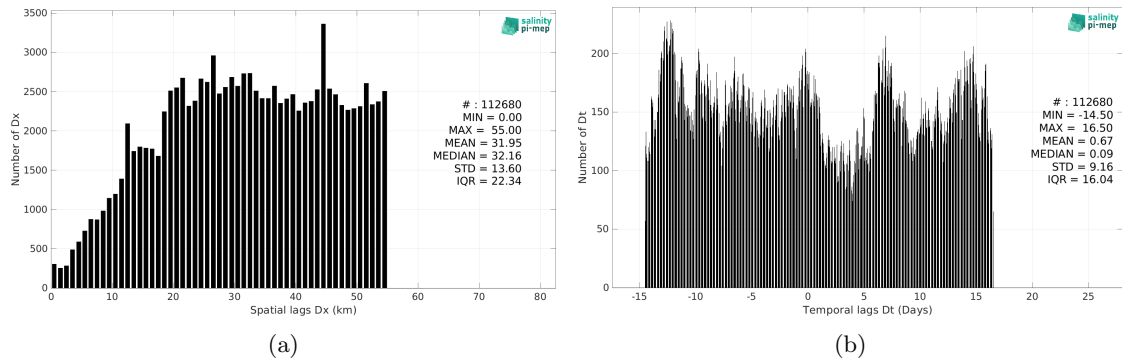 3500
3000
2500
2000
1500
1000
500
0
Number of Dx
0 10 20 30 40 50 60 70 80
Spatial lags Dx (km)
salinity
pi-mep
# : 112680
MIN = 0.00
MAX = 55.00
MEAN = 31.95
MEDIAN = 32.16
STD = 13.60
IQR = 22.34
(a)
200
150
100
50
0
Number of Dt
-15 -10 -5 0 5 10 15 20 25
Temporal lags Dt (Days)
salinity
pi-mep
# : 112680
MIN = -14.50
MAX = 16.50
MEAN = 0.67
MEDIAN = 0.09
STD = 9.16
IQR = 16.04
(b)